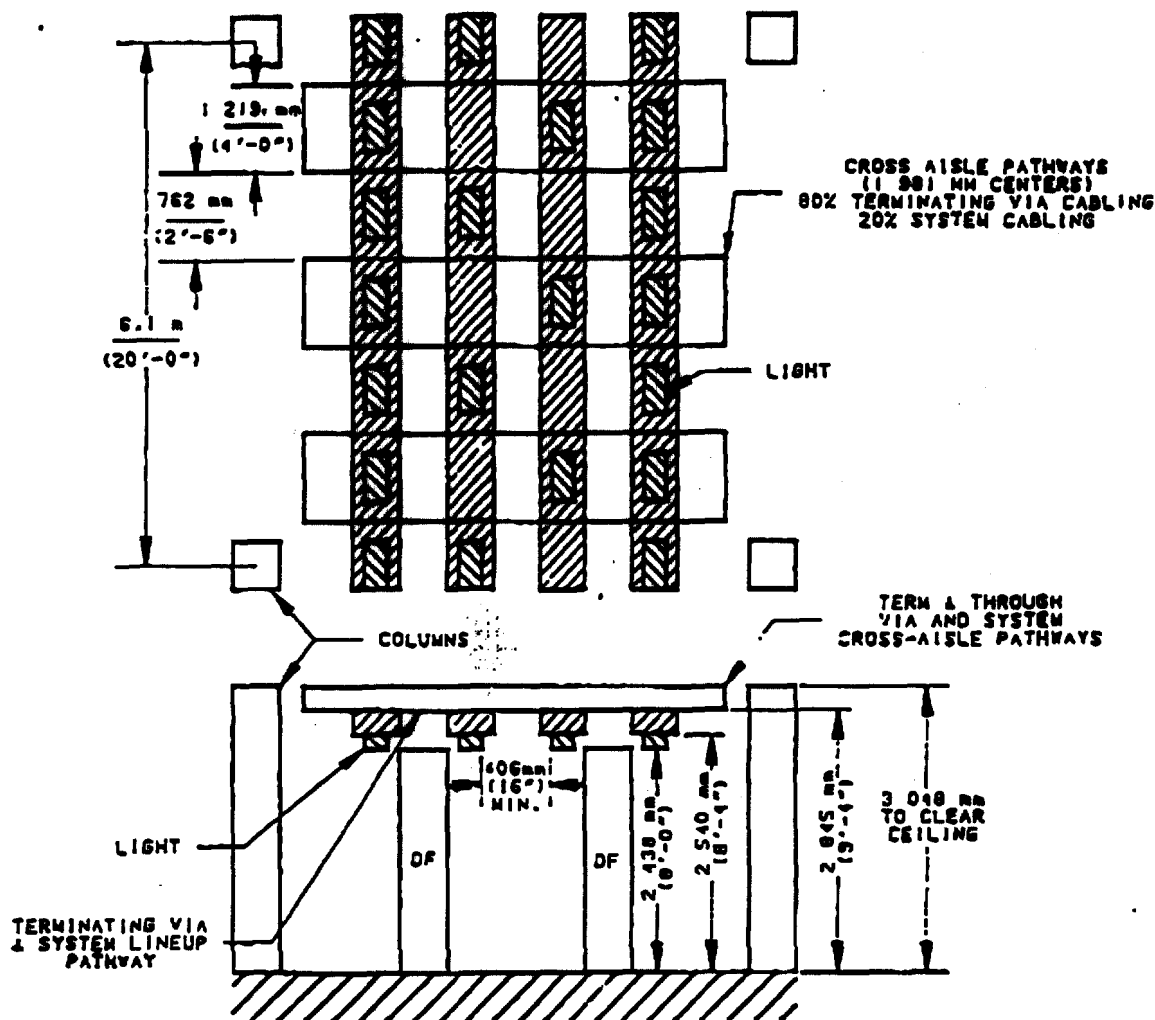 1 219. mm
(4'-0")
762 mm
(2'-6")
6.1 m
(20'-0")
CROSS AISLE PATHWAYS
(1 981 MM CENTERS)
80% TERMINATING VIA CABLING
20% SYSTEM CABLING
LIGHT
COLUMNS
TERM & THROUGH
VIA AND SYSTEM
CROSS-AISLE PATHWAYS
406mm
(16")
MIN.
LIGHT
DF
DF
2 438 mm
(8'-0")
2 540 mm
(8'-4")
2 845 mm
(9'-4")
3 048 mm
TO CLEAR
CEILING
TERMINATING VIA
& SYSTEM LINEUP
PATHWAY